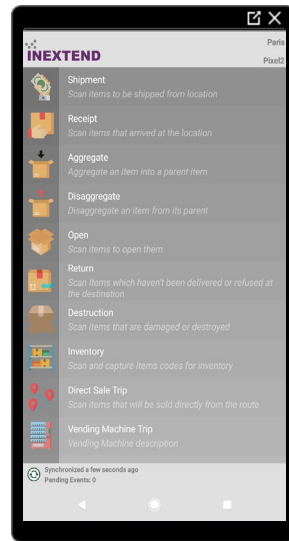 Paris
INEXTEND
Pixel2
Shipment
Scan items to be shipped from location
Receipt
Scan items that arrived at the location
Aggregate
Aggregate an item into a parent item
Disaggregate
Disaggregate an item from its parent
Open
Scan items to open them
Return
Scan Items which haven't been delivered or refused at
the destination
Destruction
Scan items that are damaged or destroyed
Inventory
Scan and capture Items codes for inventory
Direct Sale Trip
Scan items that will be sold directly from the route
Vending Machine Trip
Vending Machine description
Synchronized a few seconds ago
Pending Events: 0